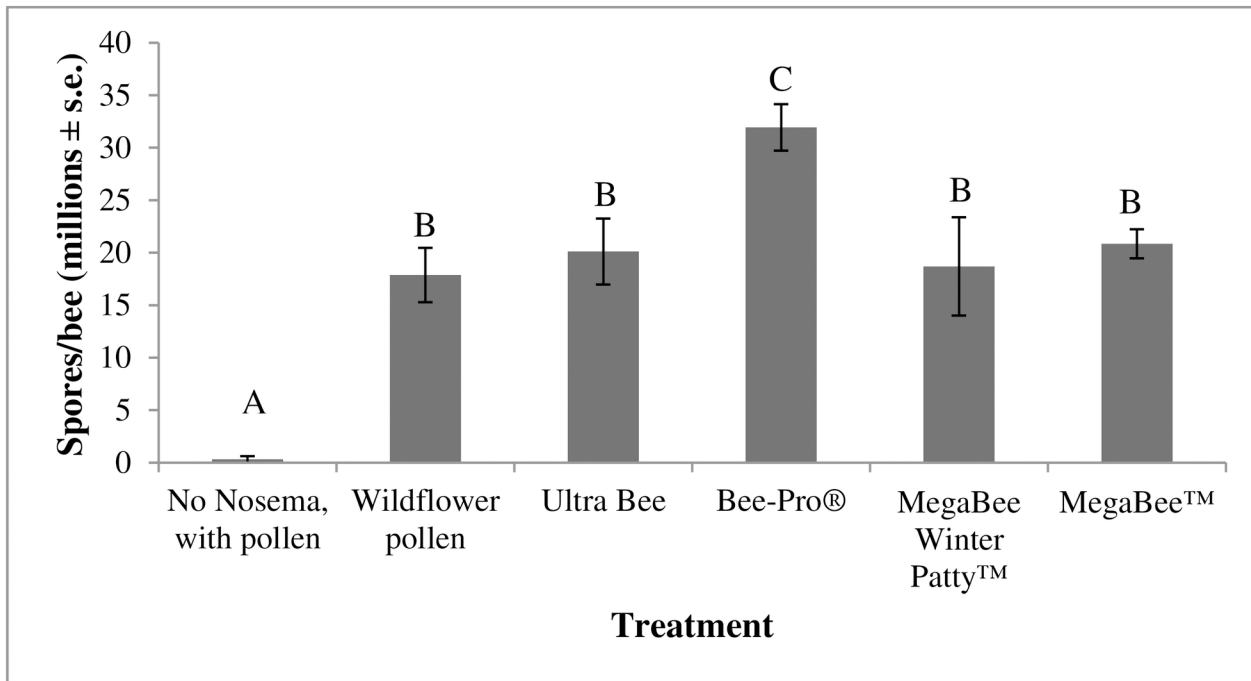 Spores/bee (millions ± s.e.)
40
35
30
25
20
15
10
5
0
A
B
B
C
B
B
No Nosema,
with pollen
Wildflower
pollen
Ultra Bee
Bee-Pro®
MegaBee
Winter
Patty™
MegaBee™
Treatment